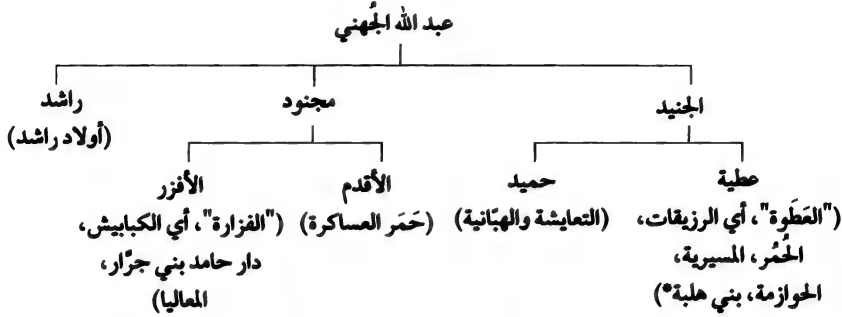 عبد الله الجُهني
الجنيد
مجنود
راشد
(أولاد راشد)
عطية
("العَطَوة"، أي الرزيقات،
الحُمُر، المسيرية،
الحوازمة، بني هلبة*)
حميد
(التعايشة والهبّانية)
الأقدم
(حَمَر العساكرة)
الأفزر
("الفزارة"، أي الكبابيش،
دار حامد بني جرَّار،
المعاليا)